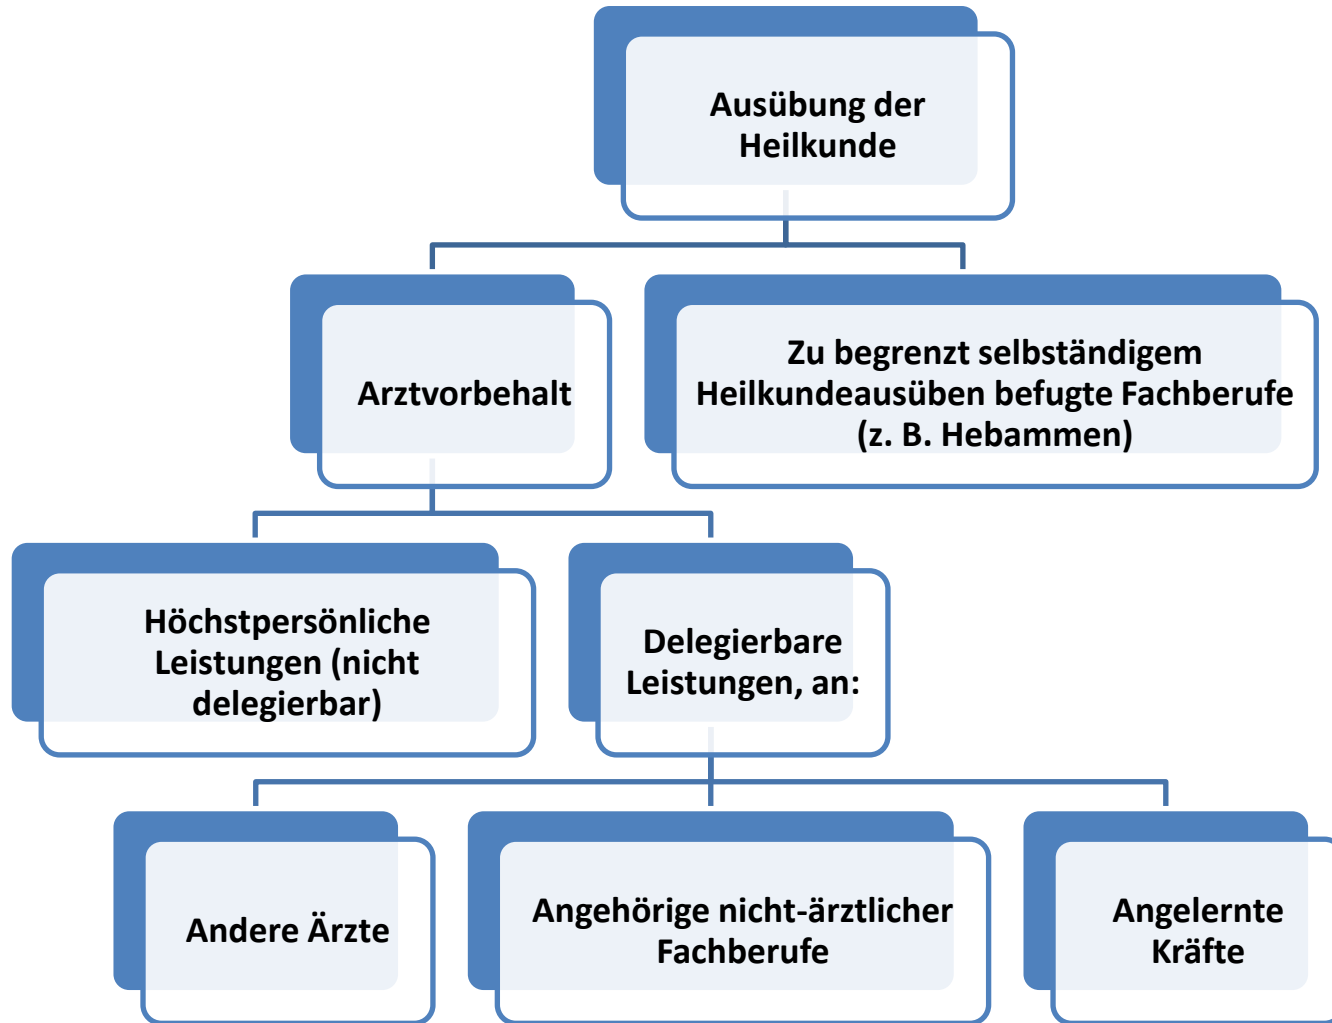 Ausübung der
Heilkunde
Arztvorbehalt
Zu begrenzt selbständigem
Heilkundeausüben befugte Fachberufe
(z. B. Hebammen)
Höchstpersönliche
Leistungen (nicht
delegierbar)
Delegierbare
Leistungen, an:
Andere Ärzte
Angehörige nicht-ärztlicher
Fachberufe
Angelernte
Kräfte